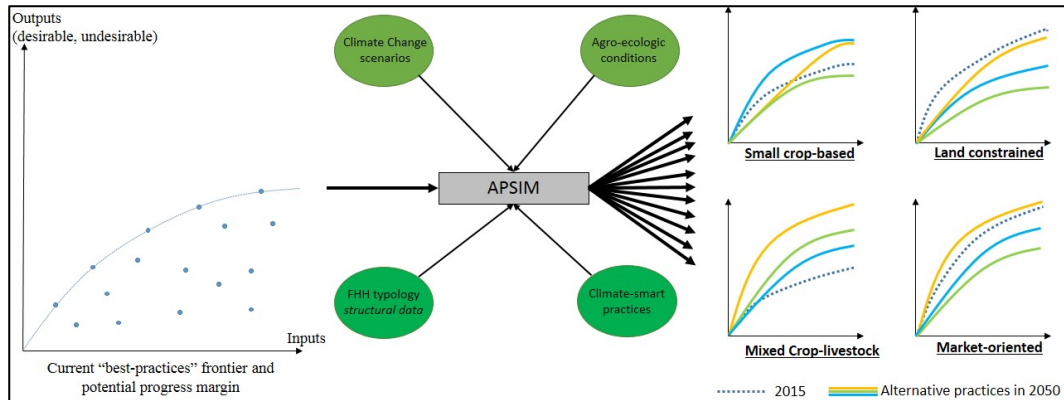 Outputs
(desirable, undesirable)
Inputs
Current “best-practices” frontier and
potential progress margin
Climate Change
scenarios
Agro-ecologic
conditions
APSIM
FHH typology
structural data
Climate-smart
practices
Small crop-based
Land constrained
Mixed Crop-livestock
Market-oriented
2015
Alternative practices in 2050